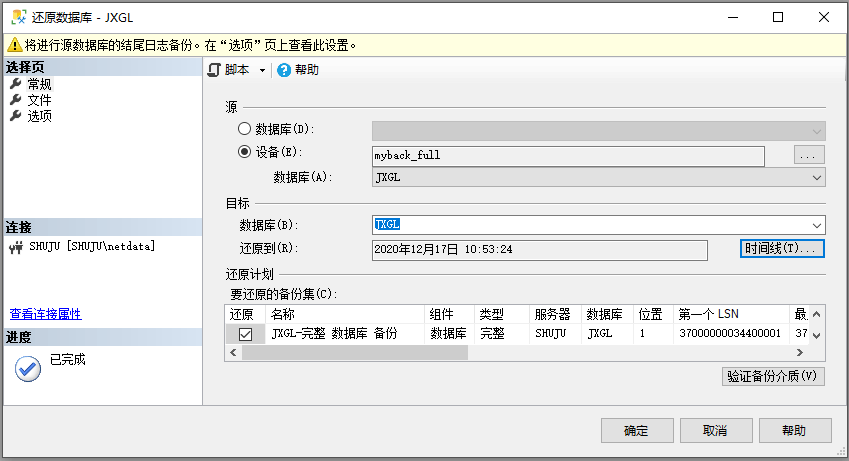 还原数据库 - JXGL
将进行源数据库的结尾日志备份。在“选项”页上查看此设置。
选择页
常规
文件
选项
脚本
帮助
源
数据库(D):
设备(E):
myback_full
...
数据库(A):
JXGL
目标
数据库(B):
JXGL
还原到(R):
2020年12月17日 10:53:24
时间线(T)...
还原计划
要还原的备份集(C):
还原 名称 组件 类型 服务器 数据库 位置 第一个 LSN
JXGL-完整 数据库 备份 数据库 完整 SHUJU JXGL 1 37000000034400001 37
验证备份介质(V)
连接
SHUJU [SHUJU\netdata]
查看连接属性
进度
已完成
确定
取消
帮助